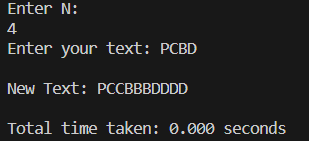 Enter N:
4
Enter your text: PCBD
New Text: PCCBBBDDDD
Total time taken: 0.000 seconds